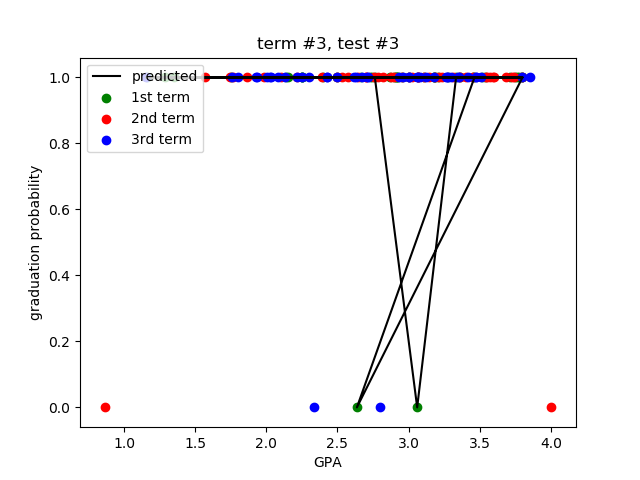 term #3, test #3
predicted
1st term
2nd term
3rd term
graduation probability
1.0
0.8
0.6
0.4
0.2
0.0
1.0 1.5 2.0 2.5 3.0 3.5 4.0
GPA